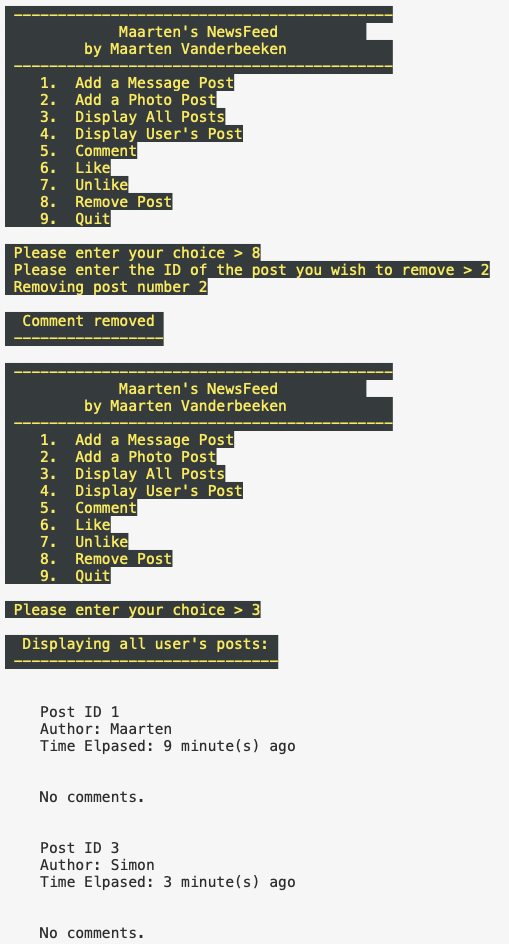 -------------------------------------------
Maarten's NewsFeed
by Maarten Vanderbeeken
-------------------------------------------
1.  Add a Message Post
2.  Add a Photo Post
3.  Display All Posts
4.  Display User's Post
5.  Comment
6.  Like
7.  Unlike
8.  Remove Post
9.  Quit
Please enter your choice > 8
Please enter the ID of the post you wish to remove > 2
Removing post number 2
Comment removed
-----------------
-------------------------------------------
Maarten's NewsFeed
by Maarten Vanderbeeken
-------------------------------------------
1.  Add a Message Post
2.  Add a Photo Post
3.  Display All Posts
4.  Display User's Post
5.  Comment
6.  Like
7.  Unlike
8.  Remove Post
9.  Quit
Please enter your choice > 3
Displaying all user's posts:
------------------------------
Post ID 1
Author: Maarten
Time Elpased: 9 minute(s) ago
No comments.
Post ID 3
Author: Simon
Time Elpased: 3 minute(s) ago
No comments.